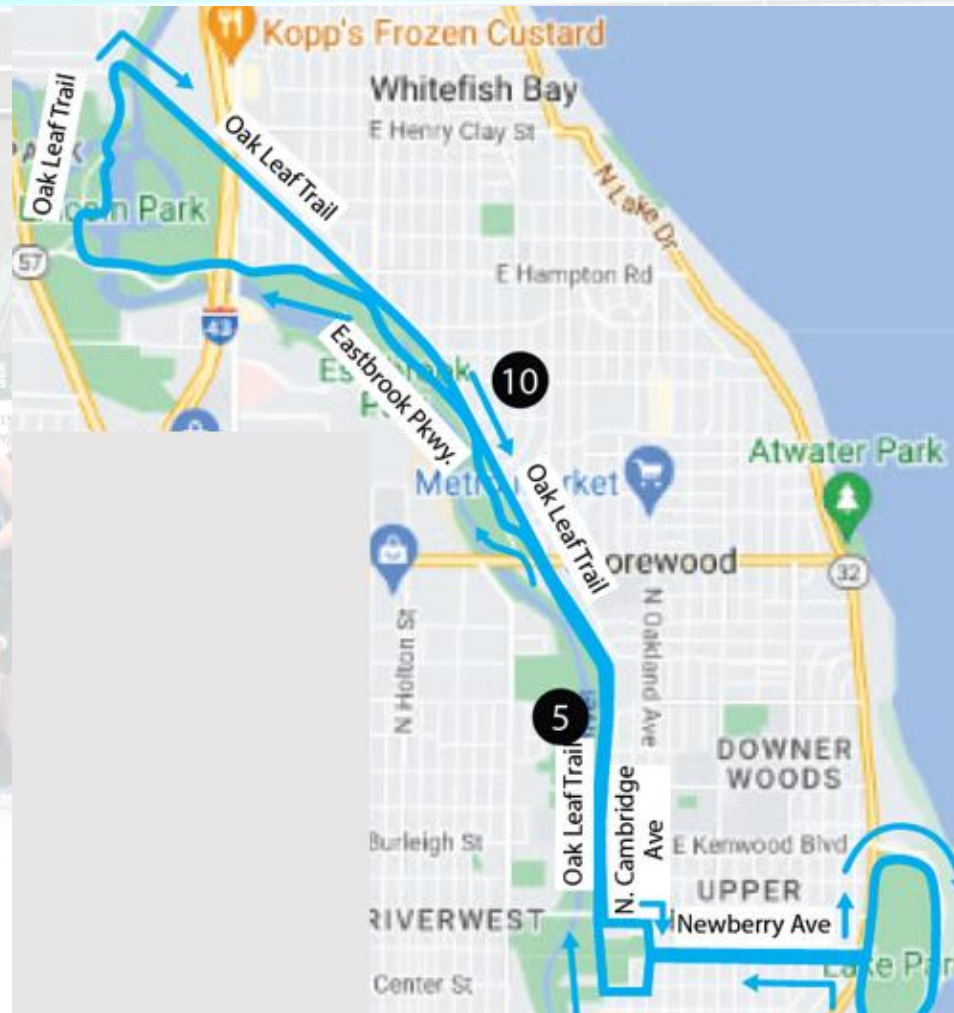 Kopp's Frozen Custard
Whitefish Bay
E Henry Clay St
Oak Leaf Trail
Oak Leaf Trail
N Lake Dr
Park
57
E Hampton Rd
43
Eastbrook Pkwy.
10
Atwater Park
Oak Leaf Trail
orewood
32
N Holton St
N Oakland Ave
5
DOWNER
WOODS
Oak Leaf Trail
N. Cambridge
Ave
Burleigh St
E Kenwood Blvd
UPPER
RIVERWEST
Newberry Ave
Lake Par
Center St